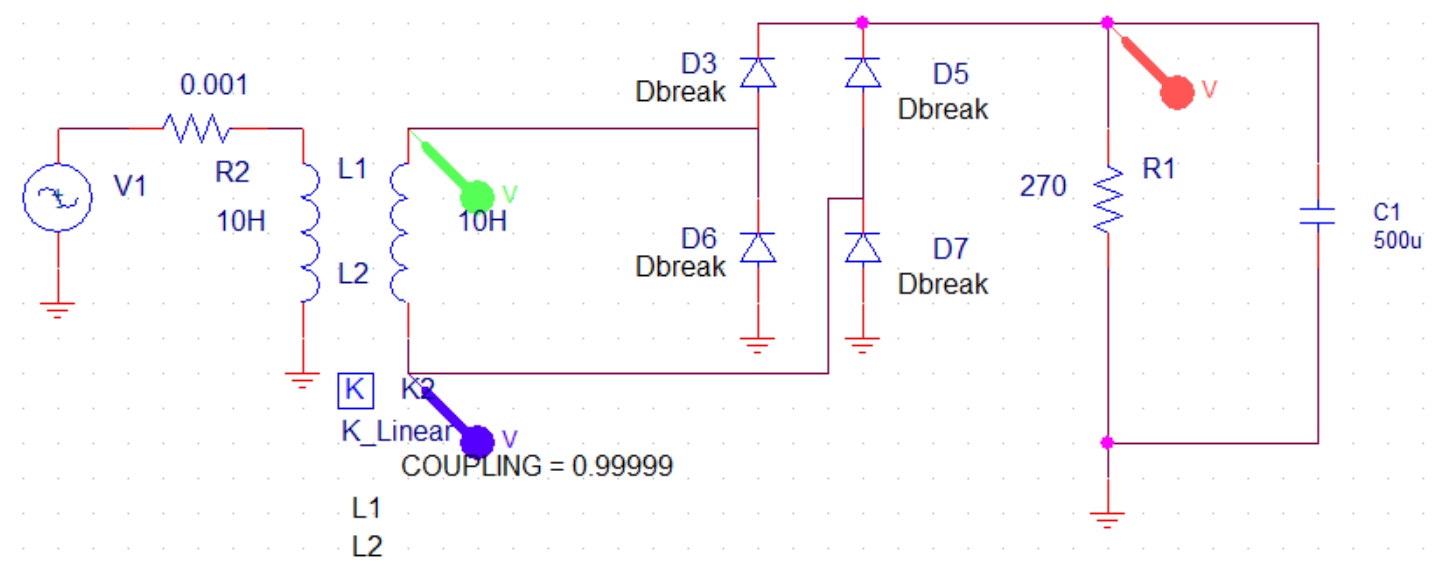 0.001
V1
R2
10H
L1
L2
10H
V
D3
Dbreak
D5
Dbreak
D6
Dbreak
D7
Dbreak
V
270
R1
C1
500u
K
K2
K_Linear
V
COUPLING = 0.99999
L1
L2